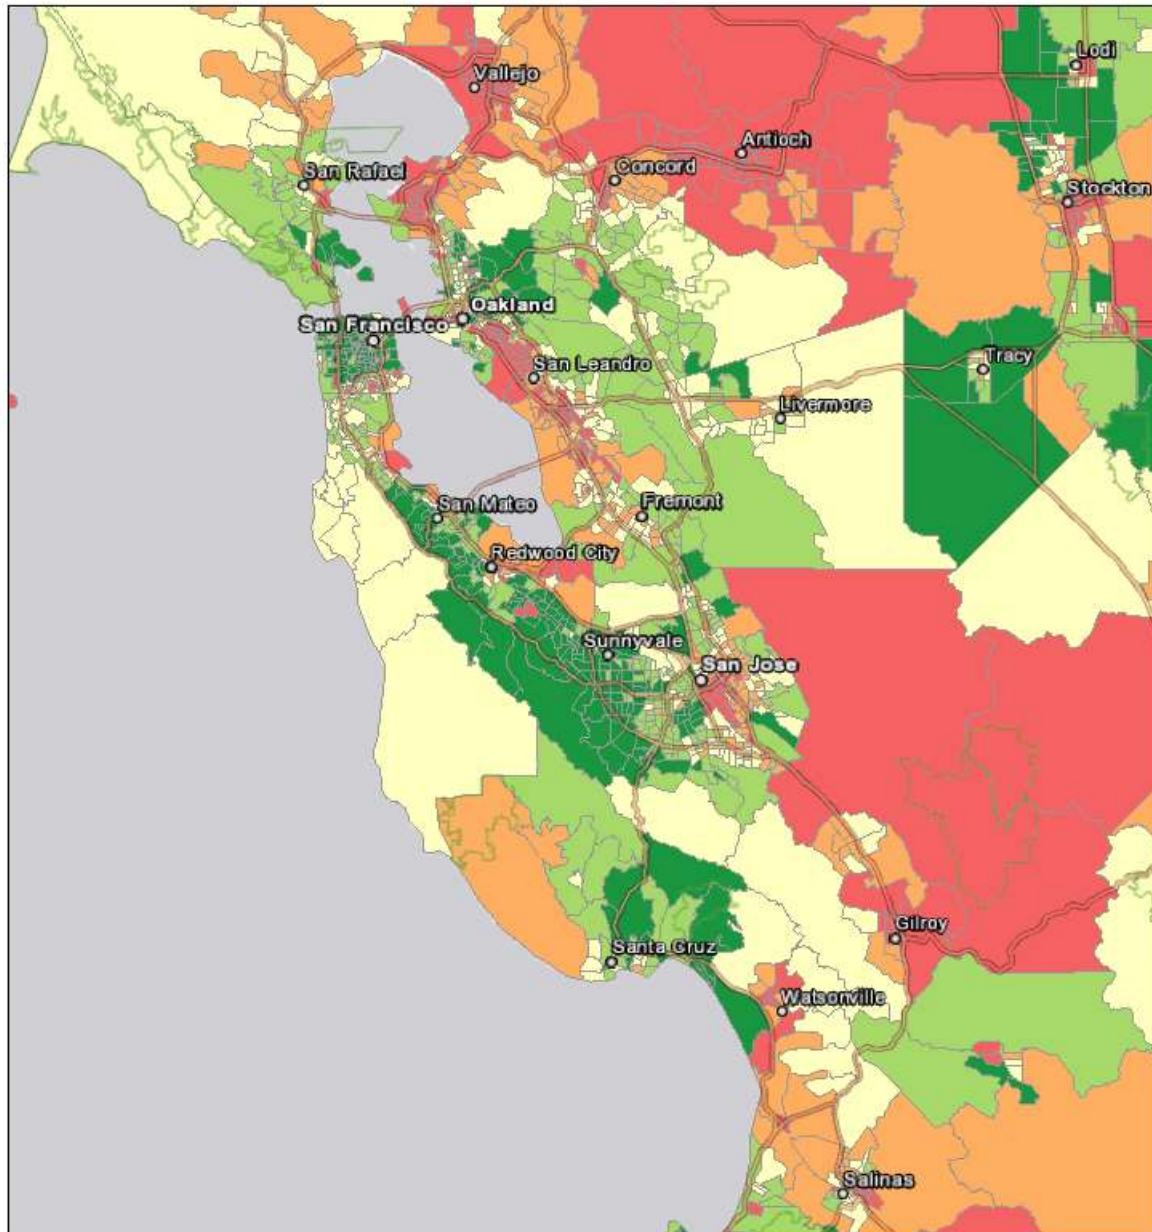 Lodi
Vallejo
Antioch
Concord
San Rafael
Stockton
Oakland
San Francisco
Tracy
San Leandro
Livermore
Fremont
San Mateo
Redwood City
Sunnyvale
San Jose
Gilroy
Santa Cruz
Watsonville
Salinas